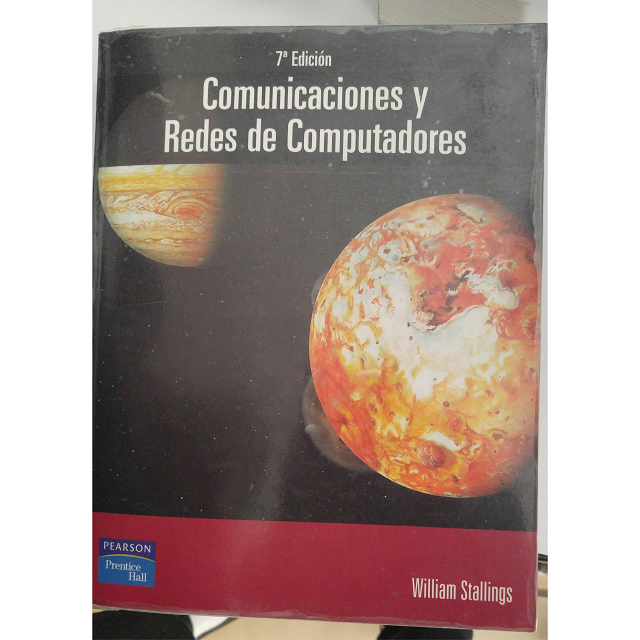 7ª Edición
Comunicaciones y
Redes de Computadores
PEARSON
Prentice
Hall
William Stallings